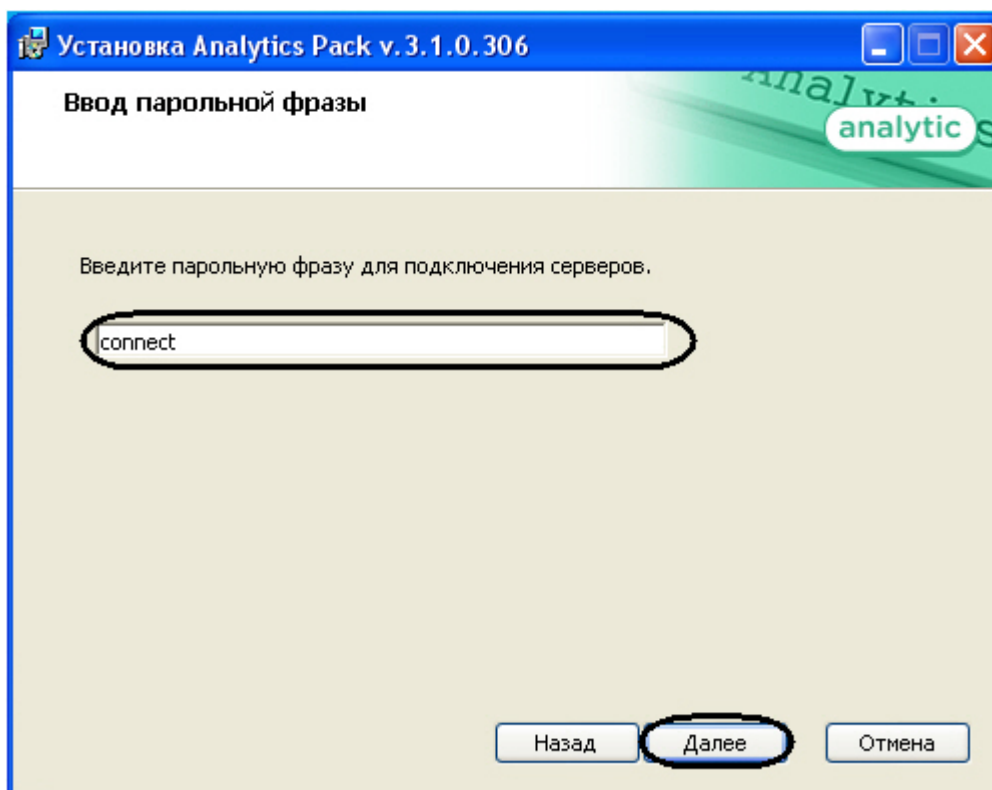 Установка Analytics Pack v.3.1.0.306
Ввод парольной фразы
Analytics
analytic
Введите парольную фразу для подключения серверов.
connect
Назад
Далее
Отмена